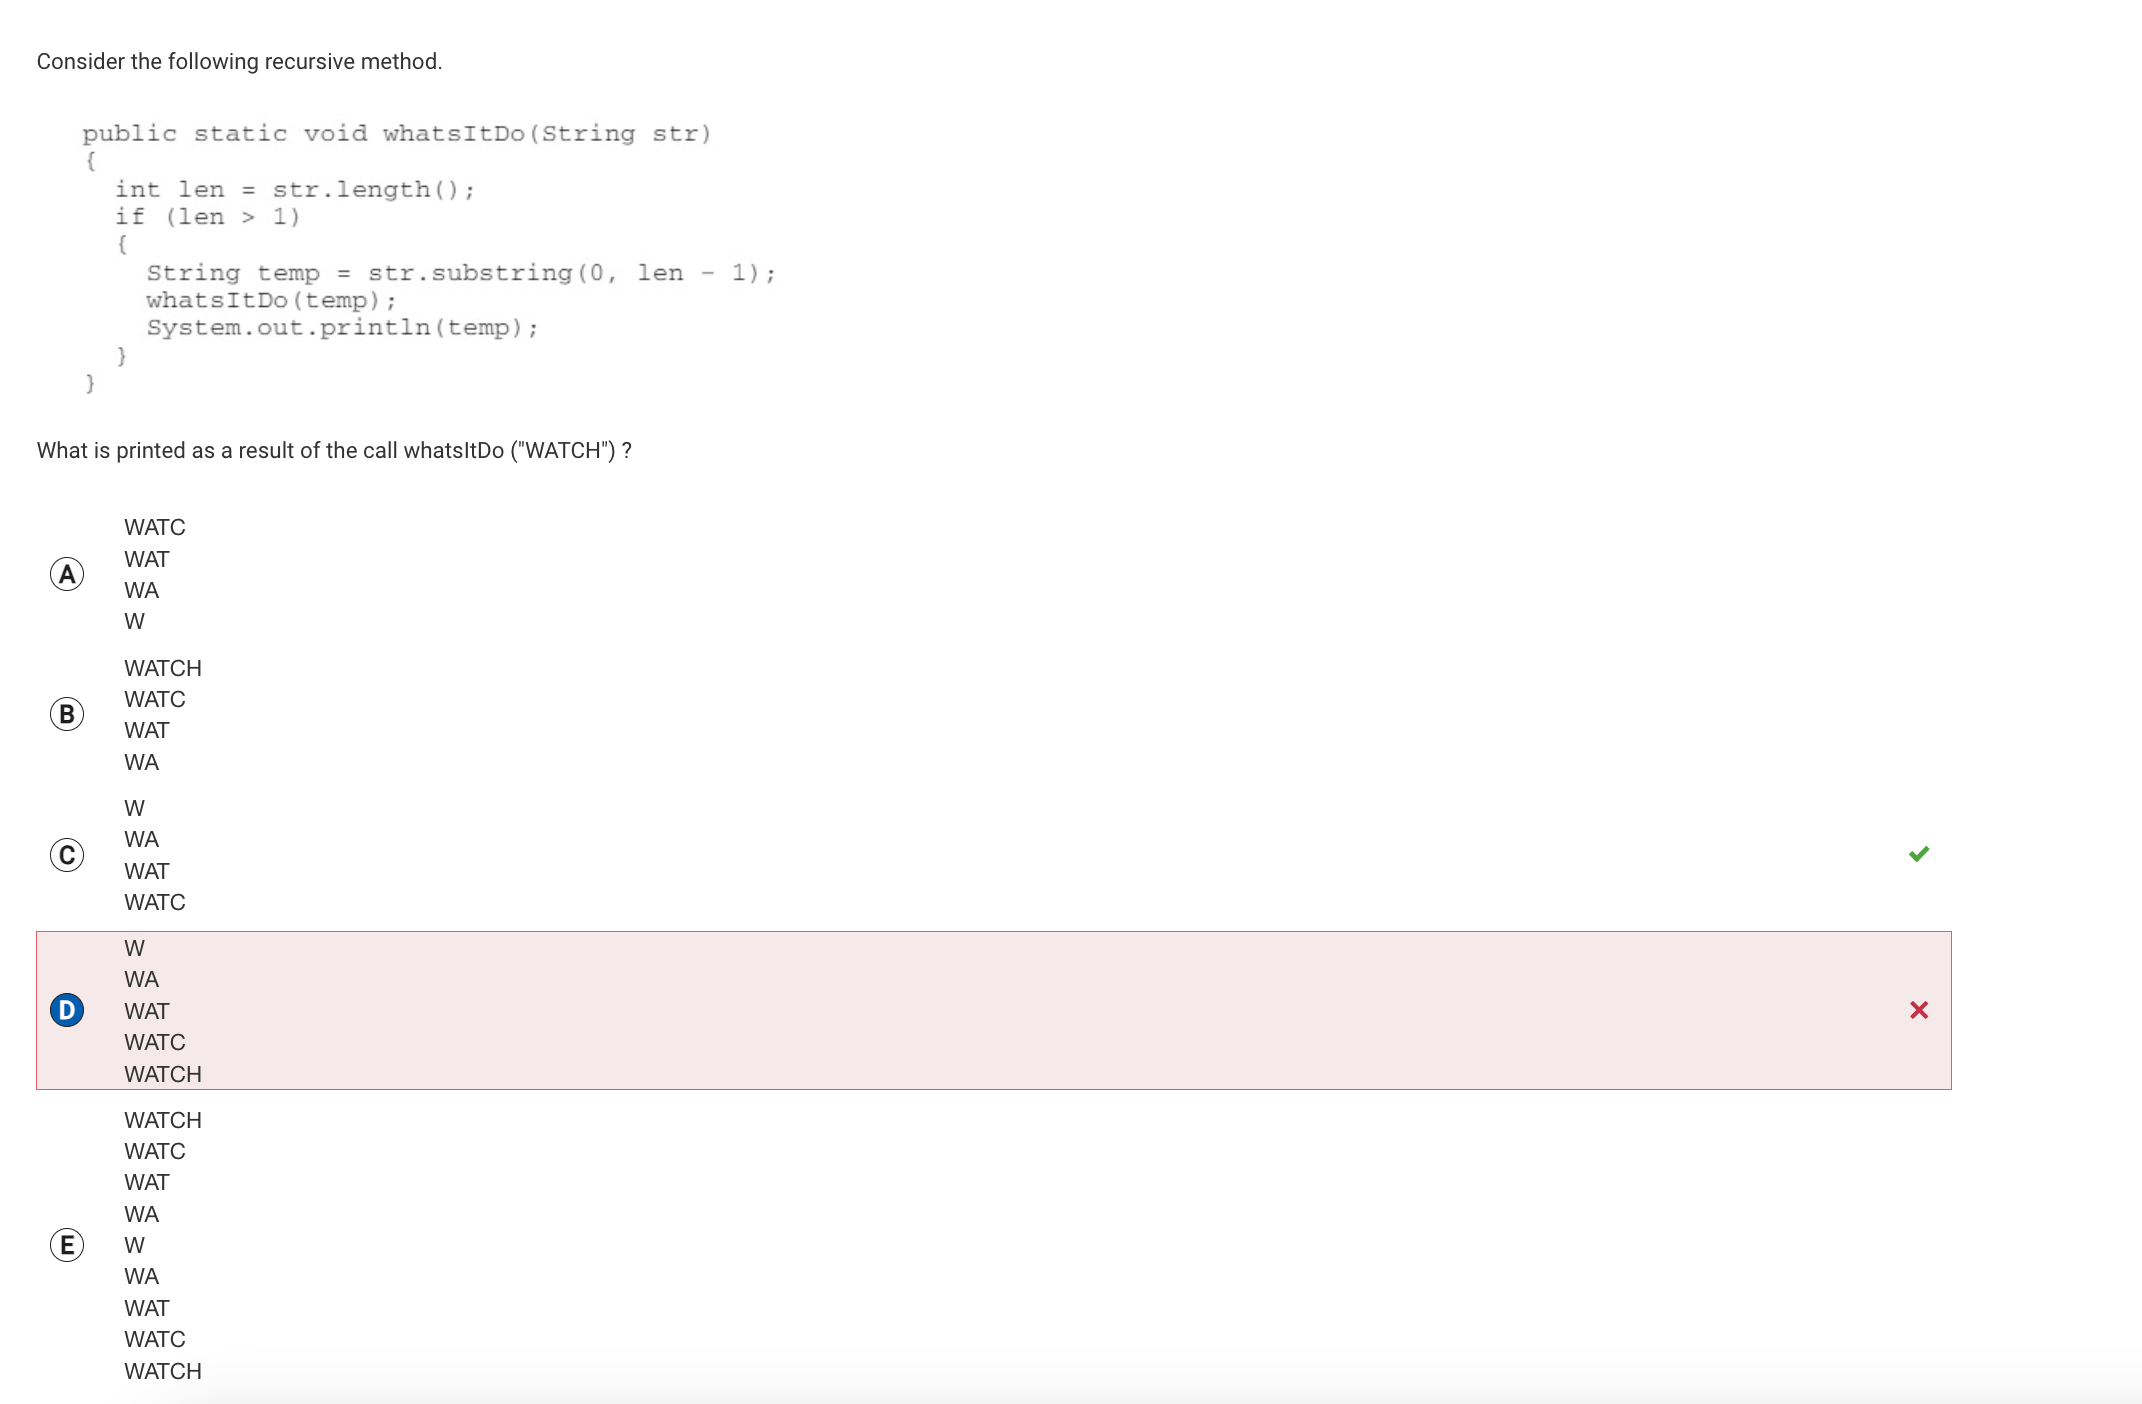 Consider the following recursive method.
public static void whatsItDo(String str)
{
int len = str.length();
if (len > 1)
{
String temp = str.substring(0, len - 1);
whatsItDo(temp);
System.out.println(temp);
}
}
What is printed as a result of the call whatsItDo ("WATCH") ?
A
WATC
WAT
WA
W
B
WATCH
WATC
WAT
WA
C
W
WA
WAT
WATC
D
W
WA
WAT
WATC
WATCH
E
WATCH
WATC
WAT
WA
W
WA
WAT
WATC
WATCH